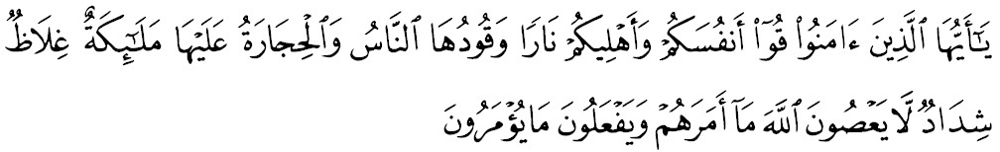 يَـٰٓأَيُّهَا ٱلَّذِينَ ءَامَنُوا۟ قُوٓا۟ أَنفُسَكُمۡ وَأَهۡلِيكُمۡ نَارٗا وَقُودُهَا ٱلنَّاسُ وَٱلۡحِجَارَةُ عَلَيۡهَا مَلَـٰٓئِكَةٌ غِلَاظٞ
شِدَادٞ لَّا يَعۡصُونَ ٱللَّهَ مَآ أَمَرَهُمۡ وَيَفۡعَلُونَ مَا يُؤۡمَرُونَ